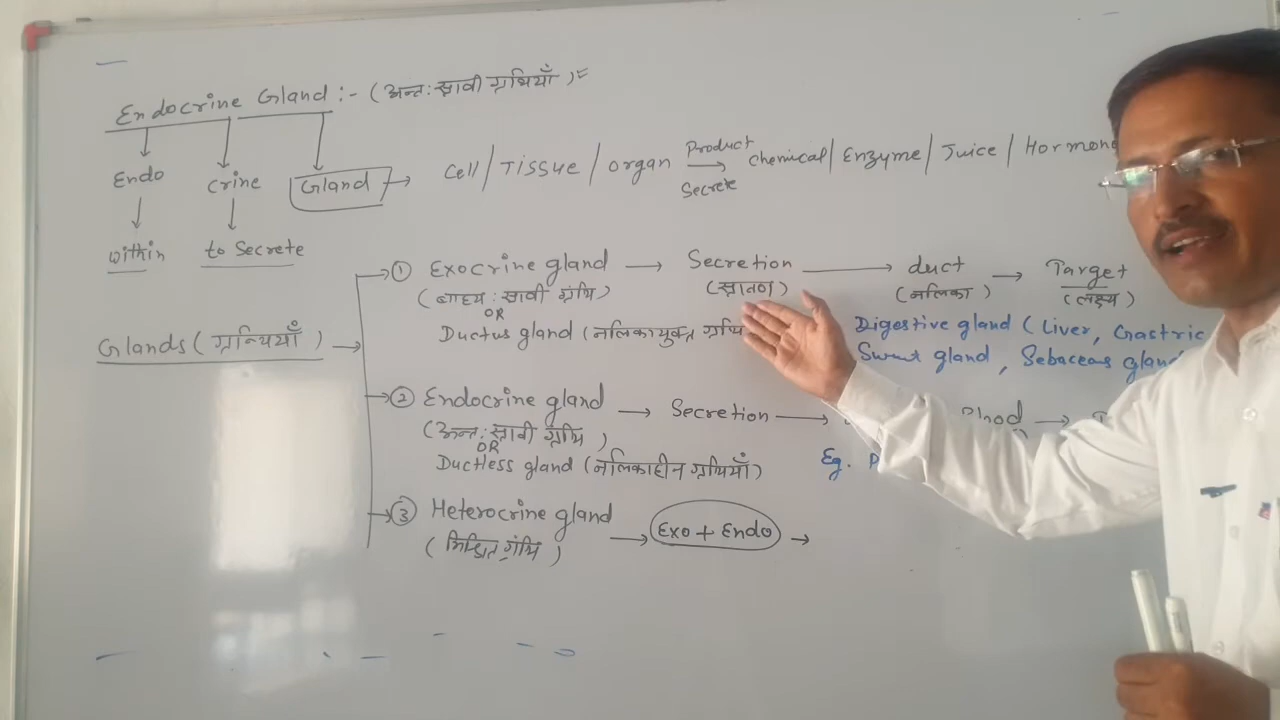 Endocrine Gland :- (अन्त: स्रावी ग्रंथियाँ) =
Endo Crine Gland → Cell / Tissue / organ Product Secrete → Chemical / Enzyme / Juice / Hormone
within to Secrete
Glands (ग्रन्थियाँ) →
① Exocrine gland → Secretion → duct → Target
(बाह्य: स्रावी ग्रंथि) (स्रावण) (नलिका) (लक्ष्य)
OR
Ductus gland (नलिकायुक्त ग्रंथि
Digestive gland (Liver, Gastric
Sweat gland, Sebaceous gland
② Endocrine gland → Secretion → Blood →
(अन्त: स्रावी ग्रंथि)
OR
Ductless gland (नलिकाहीन ग्रंथियाँ)
Eg.
③ Heterocrine gland → Exo + Endo →
(मिश्रित ग्रंथि)